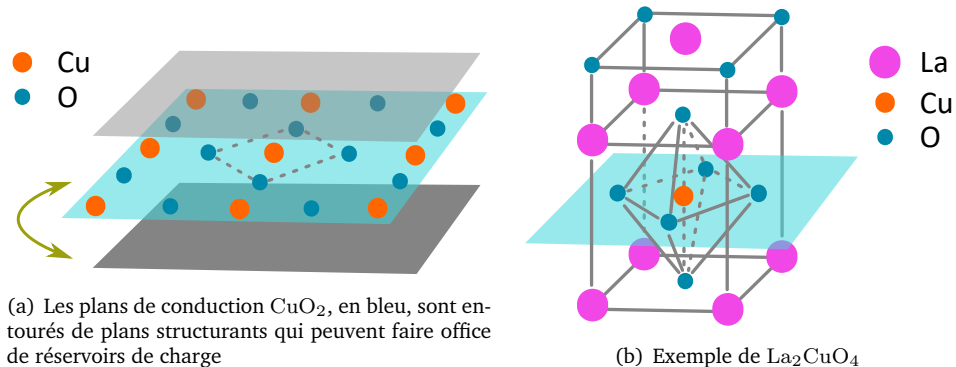 Cu
O
(a) Les plans de conduction CuO₂, en bleu, sont en-
tourés de plans structurants qui peuvent faire office
de réservoirs de charge
La
Cu
O
(b) Exemple de La₂CuO₄